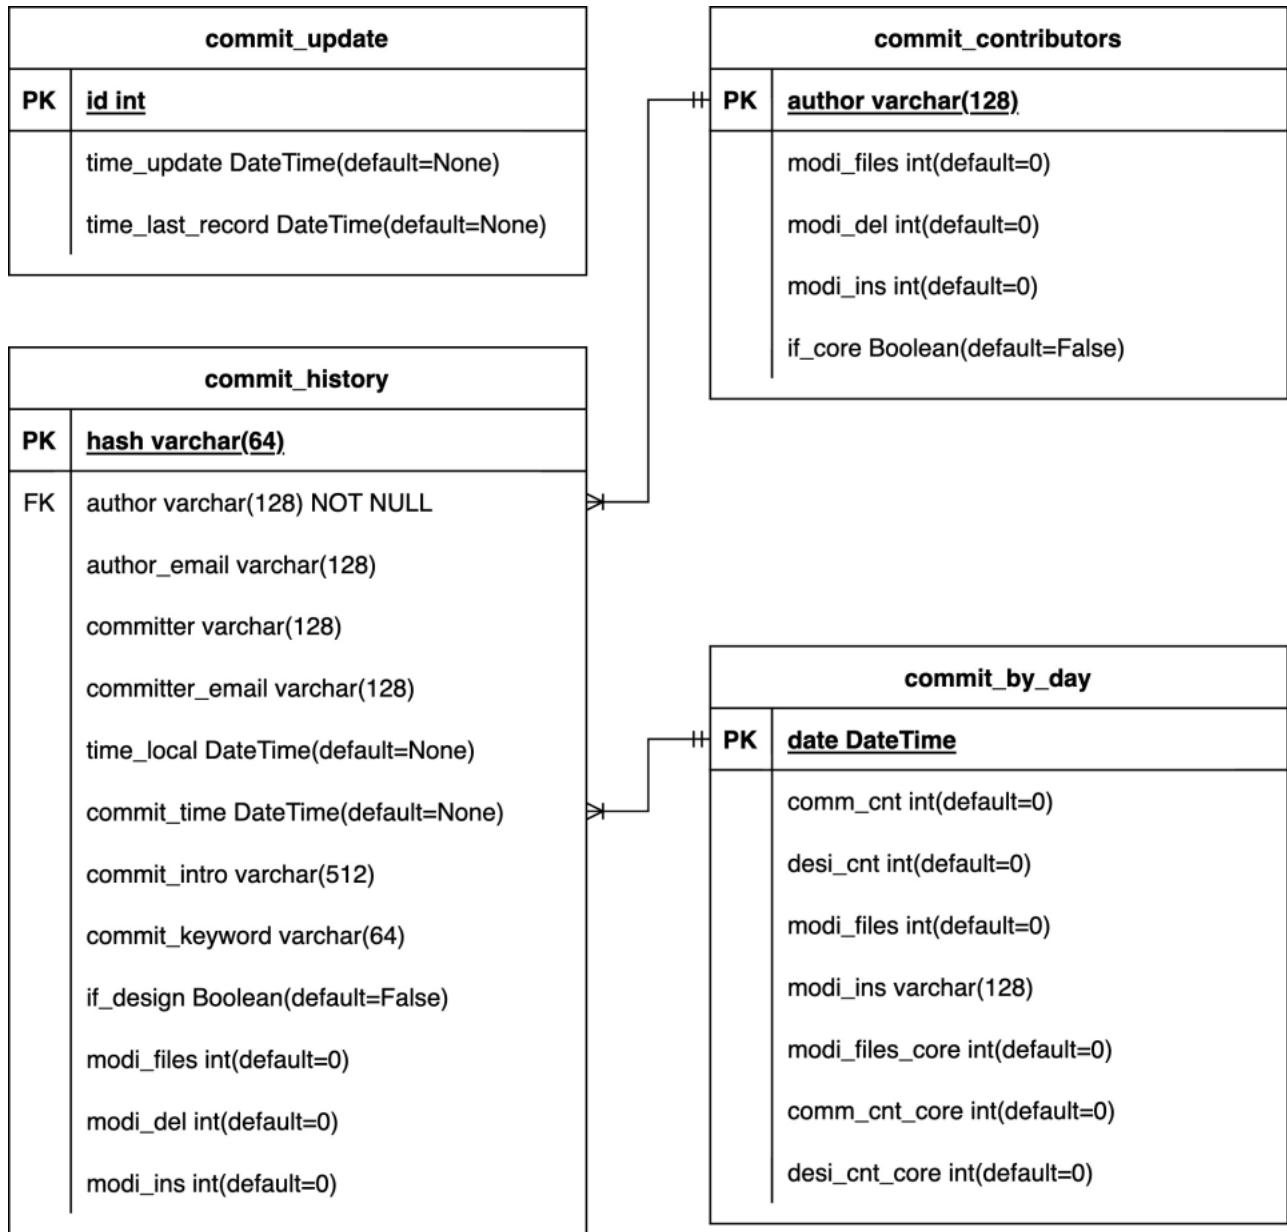 commit_update
PK id int
time_update DateTime(default=None)
time_last_record DateTime(default=None)
commit_contributors
PK author varchar(128)
modi_files int(default=0)
modi_del int(default=0)
modi_ins int(default=0)
if_core Boolean(default=False)
commit_history
PK hash varchar(64)
FK author varchar(128) NOT NULL
author_email varchar(128)
committer varchar(128)
committer_email varchar(128)
time_local DateTime(default=None)
commit_time DateTime(default=None)
commit_intro varchar(512)
commit_keyword varchar(64)
if_design Boolean(default=False)
modi_files int(default=0)
modi_del int(default=0)
modi_ins int(default=0)
commit_by_day
PK date DateTime
comm_cnt int(default=0)
desi_cnt int(default=0)
modi_files int(default=0)
modi_ins varchar(128)
modi_files_core int(default=0)
comm_cnt_core int(default=0)
desi_cnt_core int(default=0)